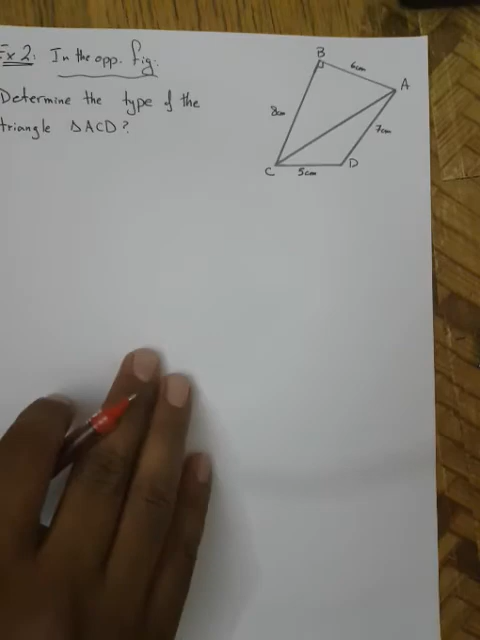 Ex 2: In the opp. fig.
Determine the type of the
triangle ΔACD?
B
6cm
A
8cm
7cm
C
5cm
D